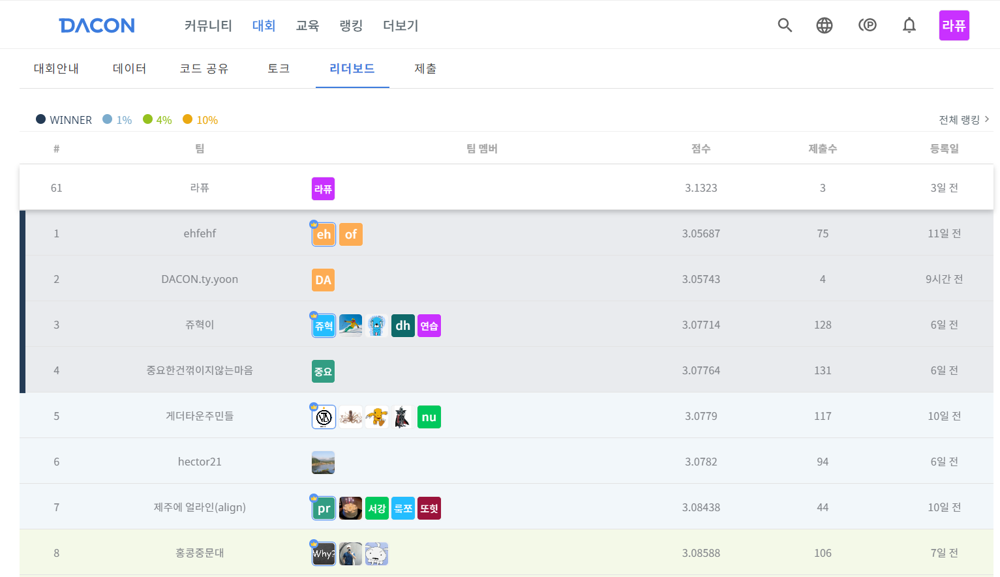 DACON 커뮤니티 대회 교육 랭킹 더보기 라퓨
대회안내 데이터 코드 공유 토크 리더보드 제출
WINNER 1% 4% 10% 전체 랭킹
# 팀 팀 멤버 점수 제출수 등록일
61 라퓨 라퓨 3.1323 3 3일 전
1 ehfehf eh of 3.05687 75 11일 전
2 DACON.ty.yoon DA 3.05743 4 9시간 전
3 쥬혁이 쥬혁 dh 연습 3.07714 128 6일 전
4 중요한건꺾이지않는마음 중요 3.07764 131 6일 전
5 게더타운주민들 nu 3.0779 117 10일 전
6 hector21 3.0782 94 6일 전
7 제주에 얼라인(align) pr 서강 룰쪼 또힛 3.08438 44 10일 전
8 홍콩중문대 Why? 3.08588 106 7일 전